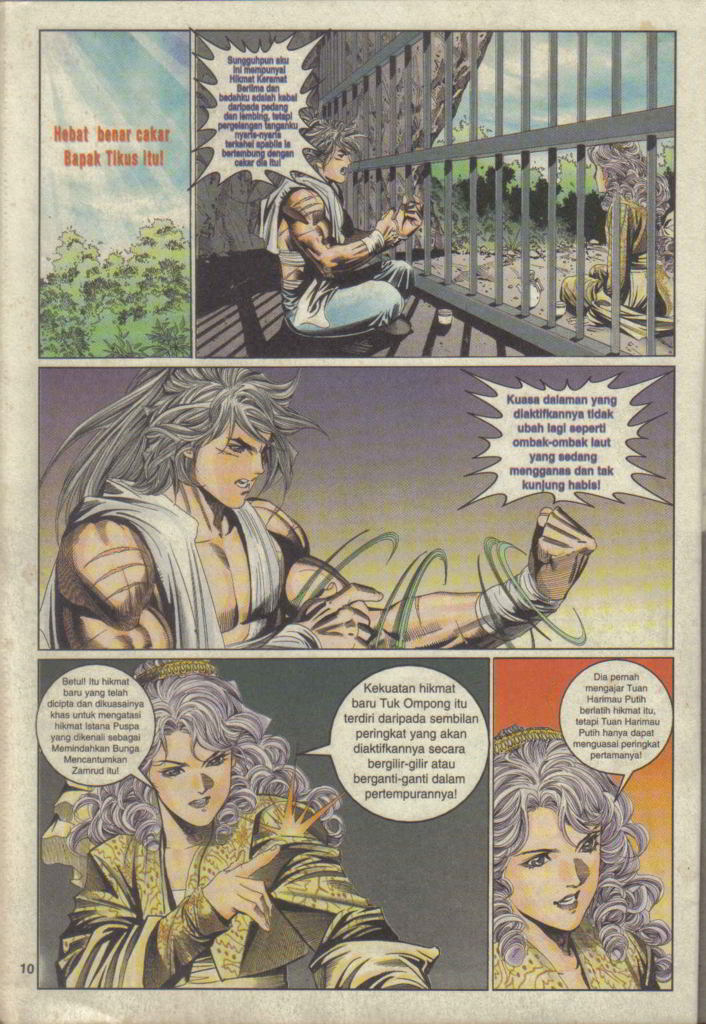 Hebat benar cakar
Bapak Tikus itu!
Sungguhpun aku
ini mempunyai
Hikmat Keramat
Berlima dan
badanku adalah kebal
daripada pedang
dan lembing, tetapi
pergelangan tanganku
nyaris-nyaris
terkehel apabila ia
bertembung dengan
cakar dia itu!
Kuasa dalaman yang
diaktifkannya tidak
ubah lagi seperti
ombak-ombak laut
yang sedang
mengganas dan tak
kunjung habis!
Betul! Itu hikmat
baru yang telah
dicipta dan dikuasainya
khas untuk mengatasi
hikmat Istana Puspa
yang dikenali sebagai
Memindahkan Bunga
Mencantumkan
Zamrud itu!
Kekuatan hikmat
baru Tuk Ompong itu
terdiri daripada sembilan
peringkat yang akan
diaktifkannya secara
bergilir-gilir atau
berganti-ganti dalam
pertempurannya!
Dia pernah
mengajar Tuan
Harimau Putih
berlatih hikmat itu,
tetapi Tuan Harimau
Putih hanya dapat
menguasai peringkat
pertamanya!
10